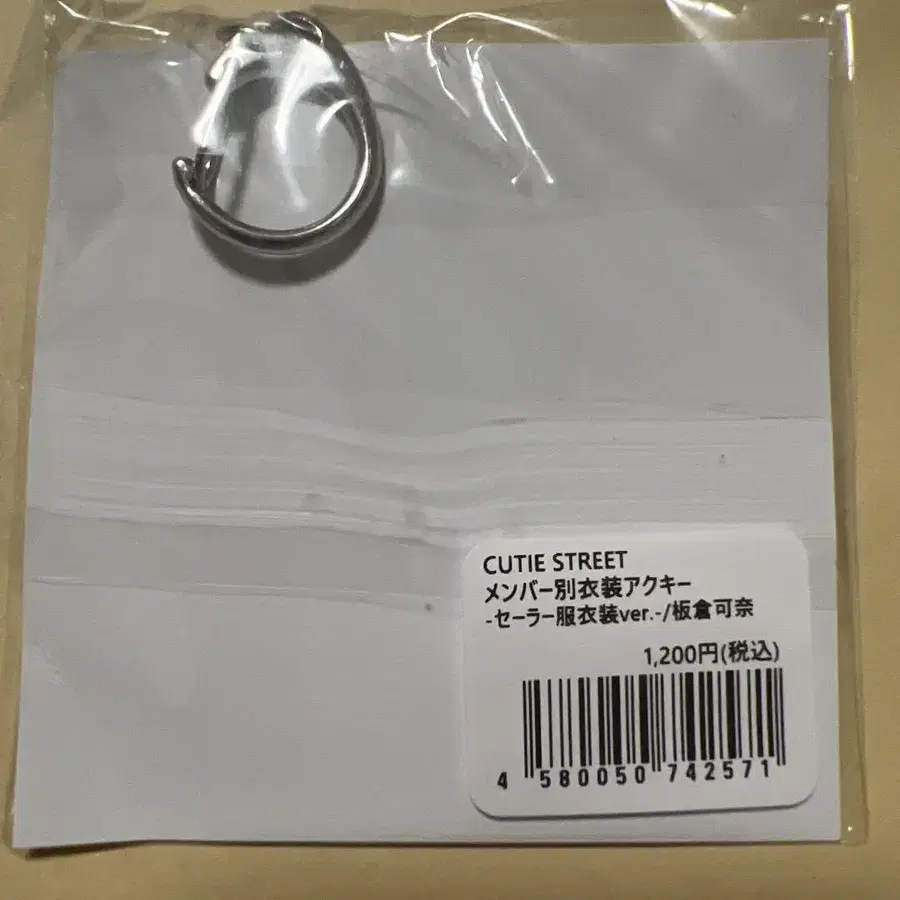 CUTIE STREET
メンバー別衣装アクキー
-セーラー服衣装ver.-/板倉可奈
1,200円(税込)
4 580050 742571